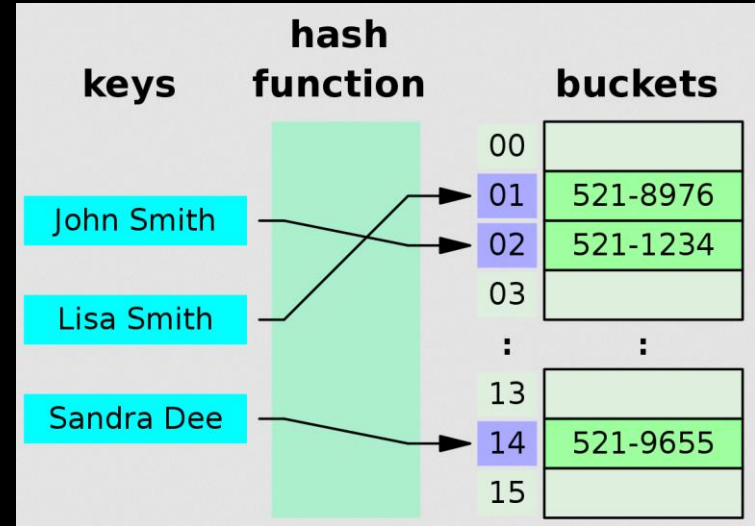 hash
keys function buckets
00
01 521-8976
John Smith 02 521-1234
03
Lisa Smith
: :
13
Sandra Dee 14 521-9655
15